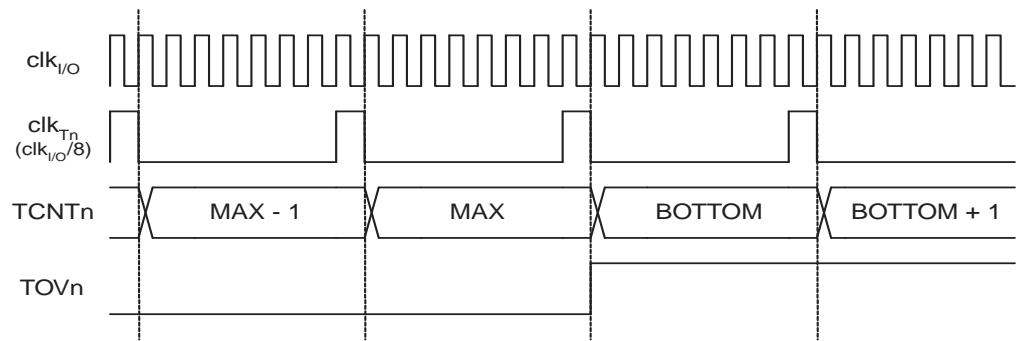 clkI/O
clkTn
(clkI/O/8)
TCNTn MAX - 1 MAX BOTTOM BOTTOM + 1
TOVn